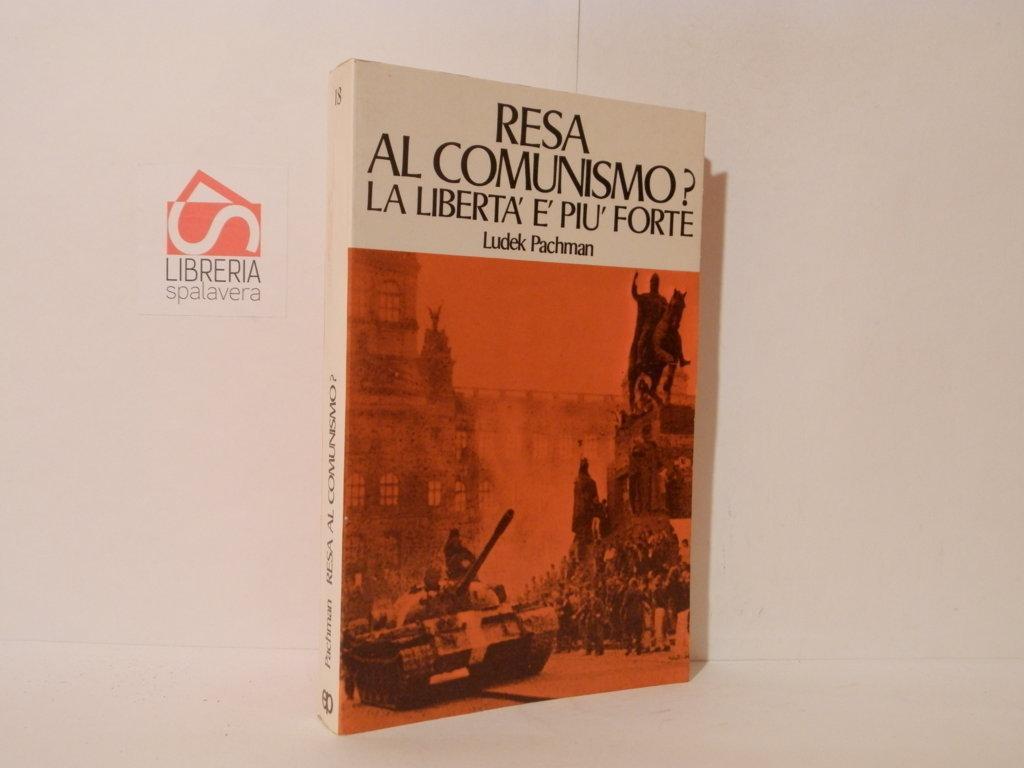 RESA
AL COMUNISMO?
LA LIBERTA' E' PIU' FORTE
Ludek Pachman
18
Pachman RESA AL COMUNISMO?
LIBRERIA
spalavera